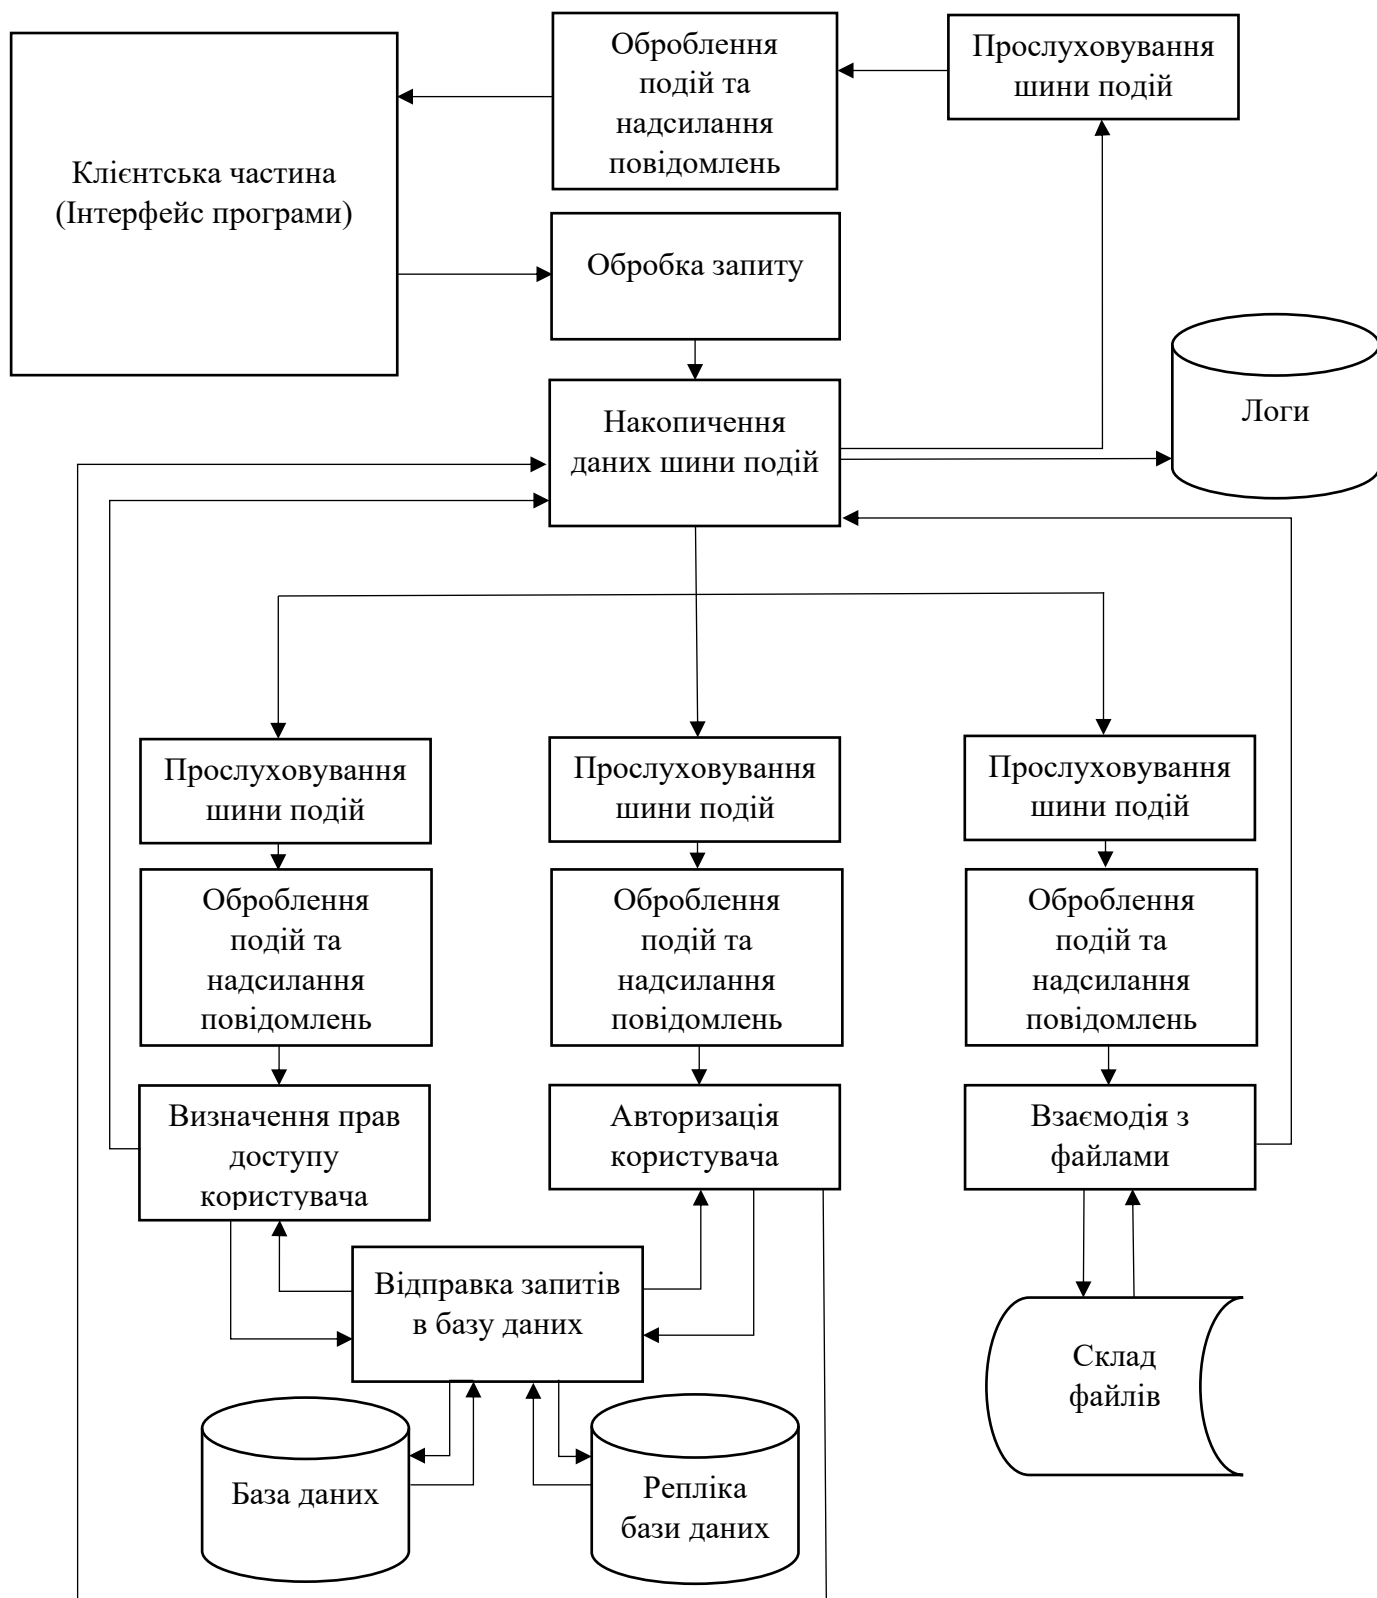 Клієнтська частина
(Інтерфейс програми)
Оброблення
подій та
надсилання
повідомлень
Прослуховування
шини подій
Обробка запиту
Накопичення
даних шини подій
Логи
Прослуховування
шини подій
Прослуховування
шини подій
Прослуховування
шини подій
Оброблення
подій та
надсилання
повідомлень
Оброблення
подій та
надсилання
повідомлень
Оброблення
подій та
надсилання
повідомлень
Визначення прав
доступу
користувача
Авторизація
користувача
Взаємодія з
файлами
Відправка запитів
в базу даних
База даних
Репліка
бази даних
Склад
файлів